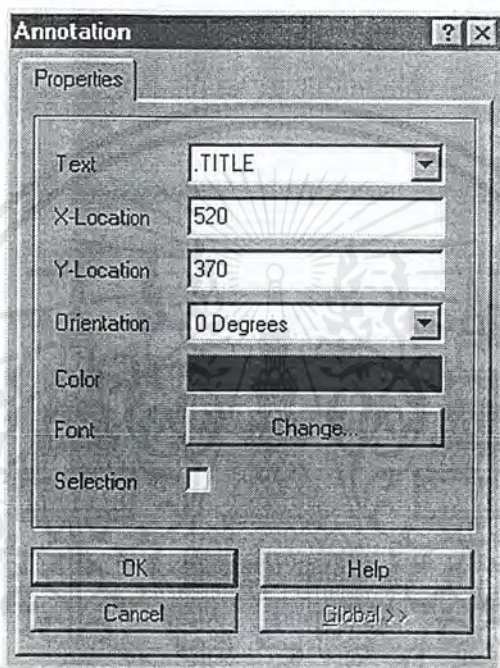 Annotation
Properties
Text .TITLE
X-Location 520
Y-Location 370
Orientation 0 Degrees
Color
Font Change...
Selection
OK Help
Cancel Global >>